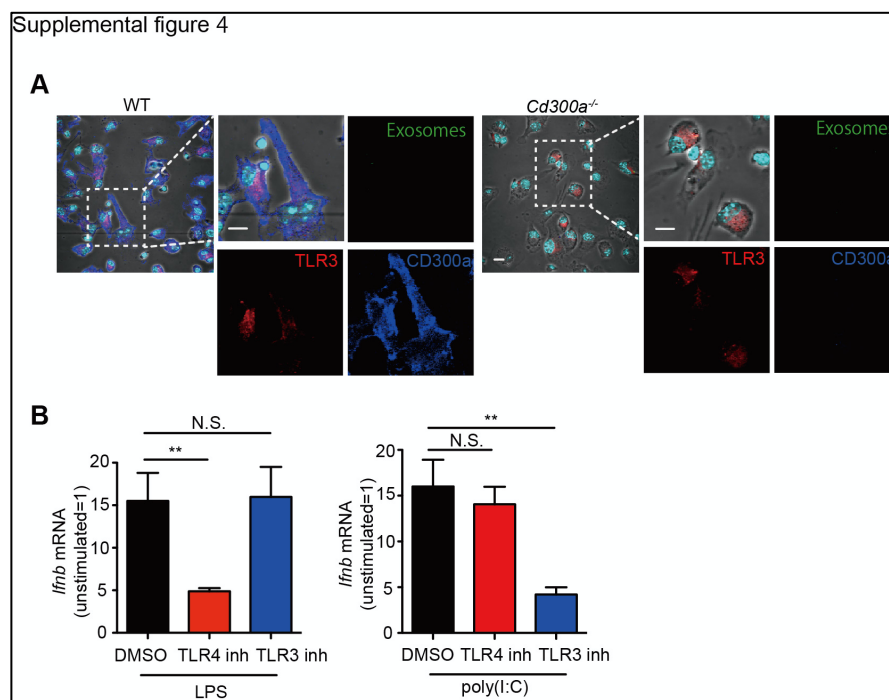 Supplemental figure 4
A
WT
Cd300a-/-
Exosomes
TLR3
CD300a
Exosomes
TLR3
CD300a
B
N.S.
**
20
15
10
5
0
Ifnb mRNA
(unstimulated=1)
DMSO TLR4 inh TLR3 inh
LPS
**
N.S.
20
15
10
5
0
Ifnb mRNA
(unstimulated=1)
DMSO TLR4 inh TLR3 inh
poly(I:C)